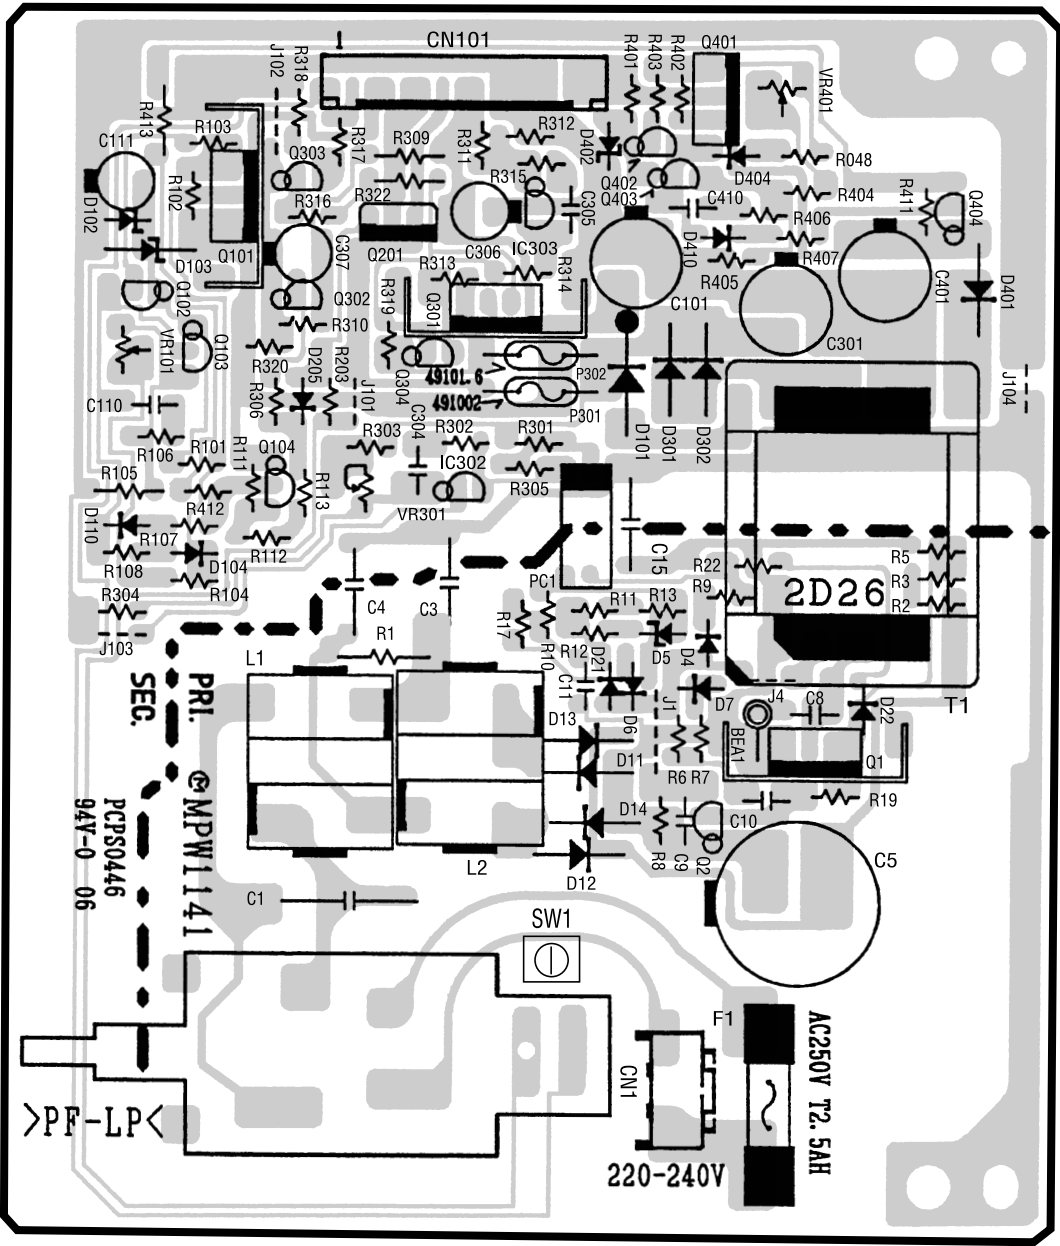 CN101
J102
R318
R401
R403
R402
Q401
VR401
R413
R103
C111
Q303
R317
R309
R311
R312
D402
R048
R102
R322
R315
Q402
Q403
D404
R404
R411
Q404
D102
R316
C305
C410
R406
Q101
C307
Q201
C306
IC303
D410
R407
D103
R313
R314
R405
C401
D401
Q102
Q302
R319
Q301
C101
R310
C301
VR101
Q103
R320
D205
R203
J101
Q304
49101.6
P302
J104
C110
R306
C304
491002
P301
R106
R303
R302
R301
D101
D301
D302
R101
R111
Q104
R105
R113
IC302
R305
D110
R412
VR301
R107
R112
C15
R5
R108
D104
R22
R3
R304
R104
PC1
R9
2D26
R2
C4
C3
R11
R13
J103
R17
R10
R12
R1
L1
D21
D5
D4
PRI.
SEC.
C11
D7
J4
C8
D22
T1
D13
D6
J1
BEA1
D11
Q1
R6
R7
MPW1141
PCPS0446
94V-0 06
D14
C10
R19
R8
C9
Q2
L2
D12
C5
C1
SW1
F1
AC250V T2.5AH
CN1
>PF-LP<
220-240V